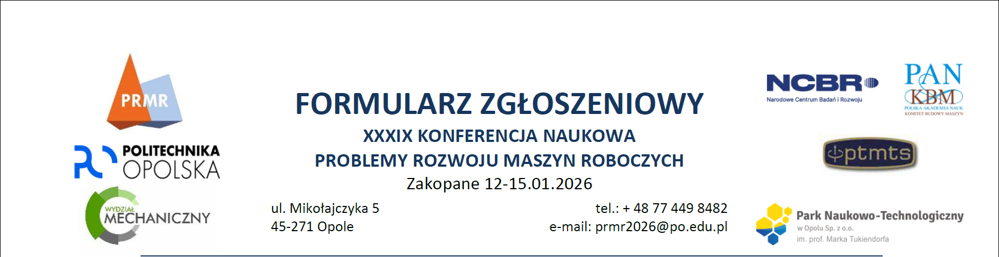 PRMR
POLITECHNIKA
OPOLSKA
WYDZIAŁ
MECHANICZNY
FORMULARZ ZGŁOSZENIOWY
XXXIX KONFERENCJA NAUKOWA
PROBLEMY ROZWOJU MASZYN ROBOCZYCH
Zakopane 12-15.01.2026
ul. Mikołajczyka 5
45-271 Opole
tel.: + 48 77 449 8482
e-mail: prmr2026@po.edu.pl
NCBR
Narodowe Centrum Badań i Rozwoju
PAN
KBM
POLSKA AKADEMIA NAUK
KOMITET BUDOWY MASZYN
ptmts
Park Naukowo-Technologiczny
w Opolu Sp. z o.o.
im. prof. Marka Tukiendorfa